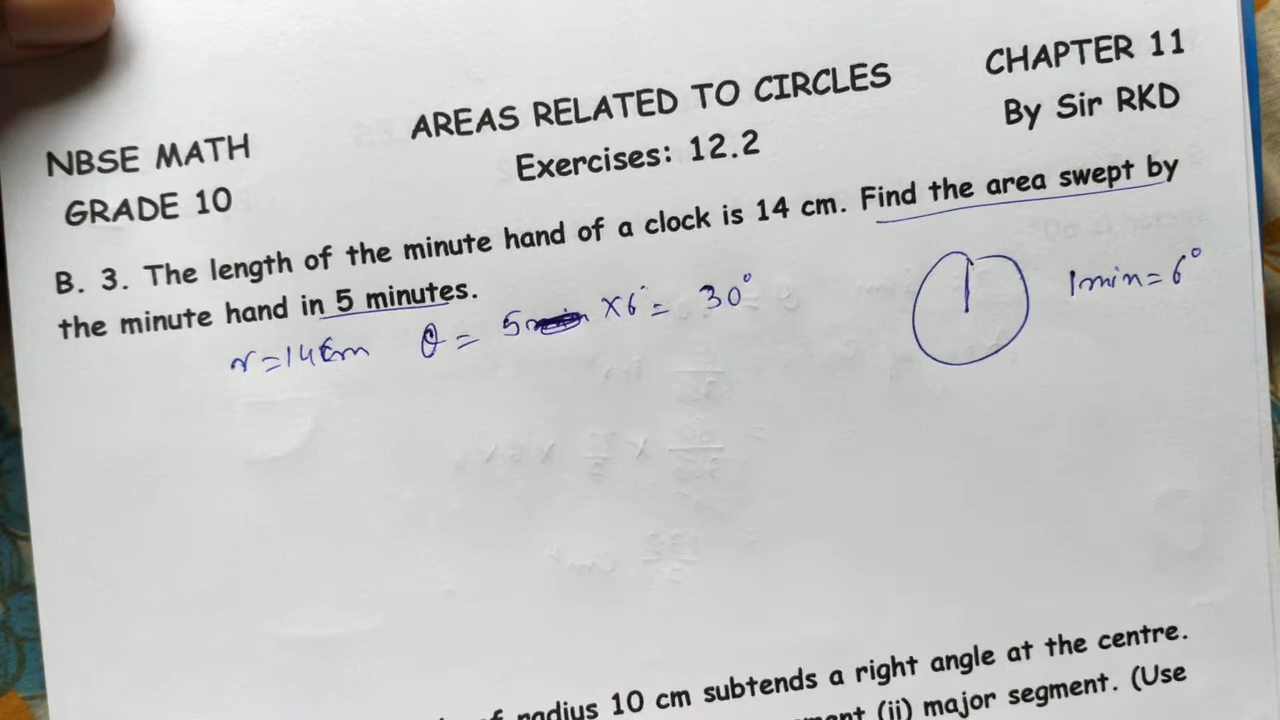 NBSE MATH
GRADE 10
AREAS RELATED TO CIRCLES
Exercises: 12.2
CHAPTER 11
By Sir RKD
B. 3. The length of the minute hand of a clock is 14 cm. Find the area swept by
the minute hand in 5 minutes.
r=14cm θ = 5 ×6°= 30°
1min=6°
radius 10 cm subtends a right angle at the centre.
(ii) major segment. (Use